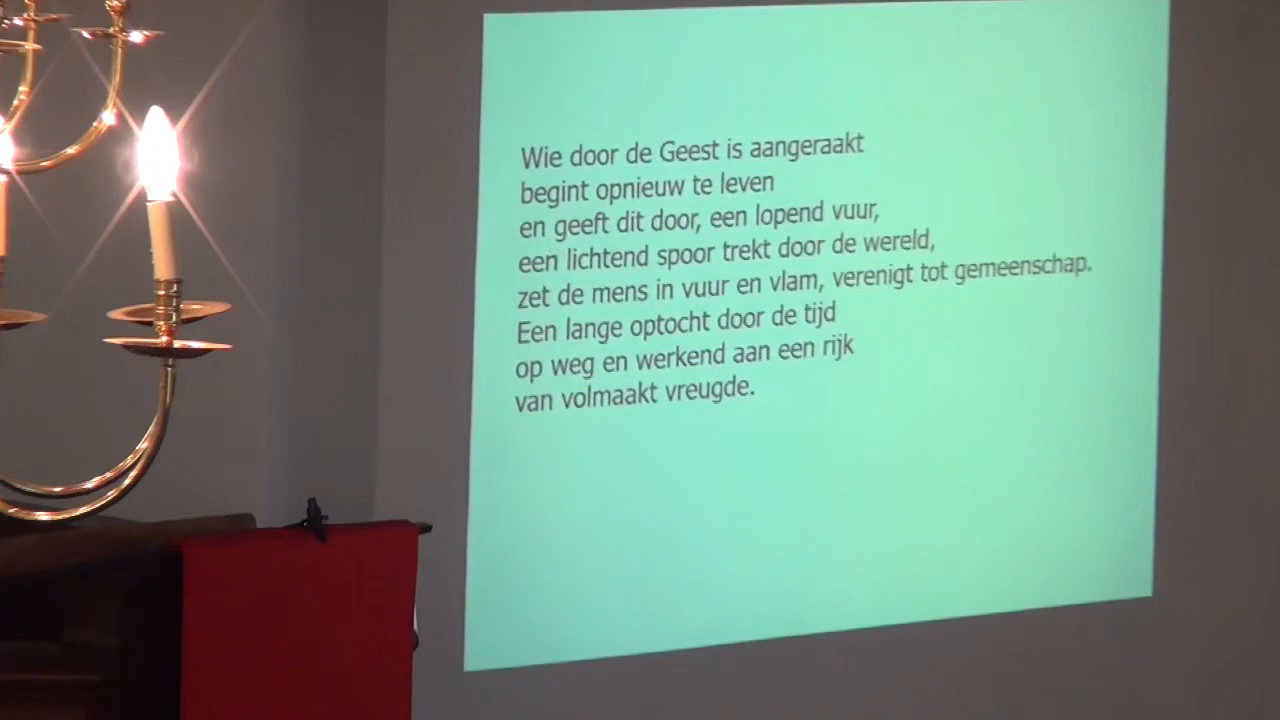 Wie door de Geest is aangeraakt
begint opnieuw te leven
en geeft dit door, een lopend vuur,
een lichtend spoor trekt door de wereld,
zet de mens in vuur en vlam, verenigt tot gemeenschap.
Een lange optocht door de tijd
op weg en werkend aan een rijk
van volmaakt vreugde.